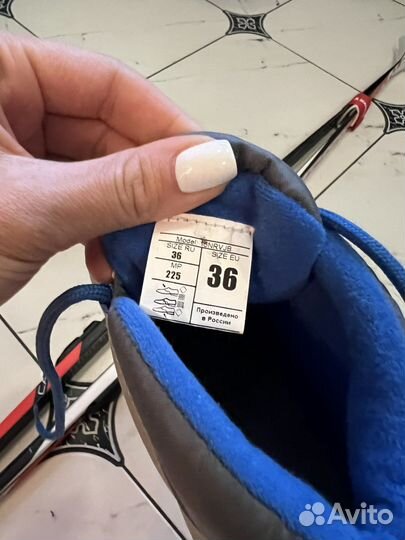 Model
SIZE RU
SIZE EU
36
36
MP
225
Произведено
в России
Avito